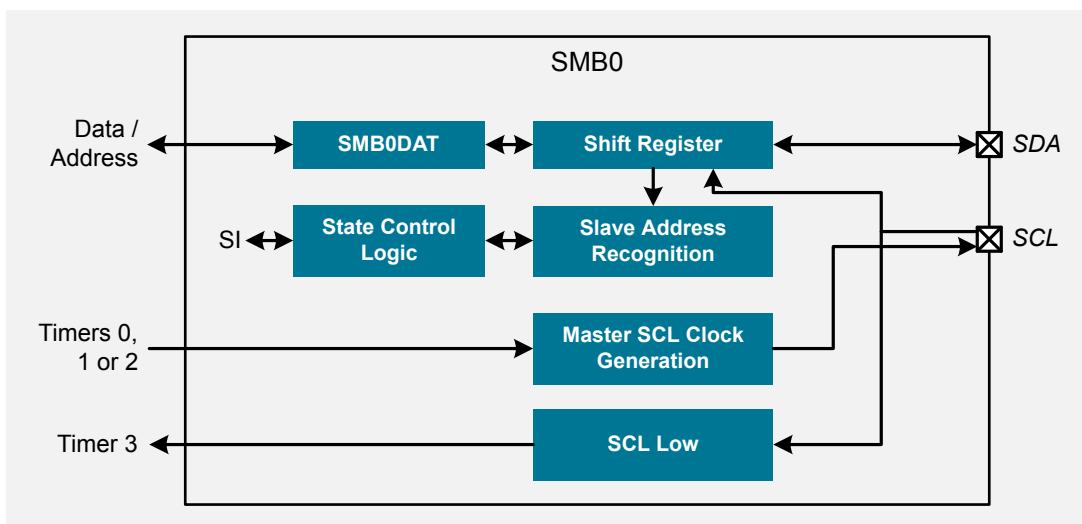 SMB0
Data /
Address
SMB0DAT
Shift Register
SDA
SI
State Control
Logic
Slave Address
Recognition
SCL
Timers 0,
1 or 2
Master SCL Clock
Generation
Timer 3
SCL Low